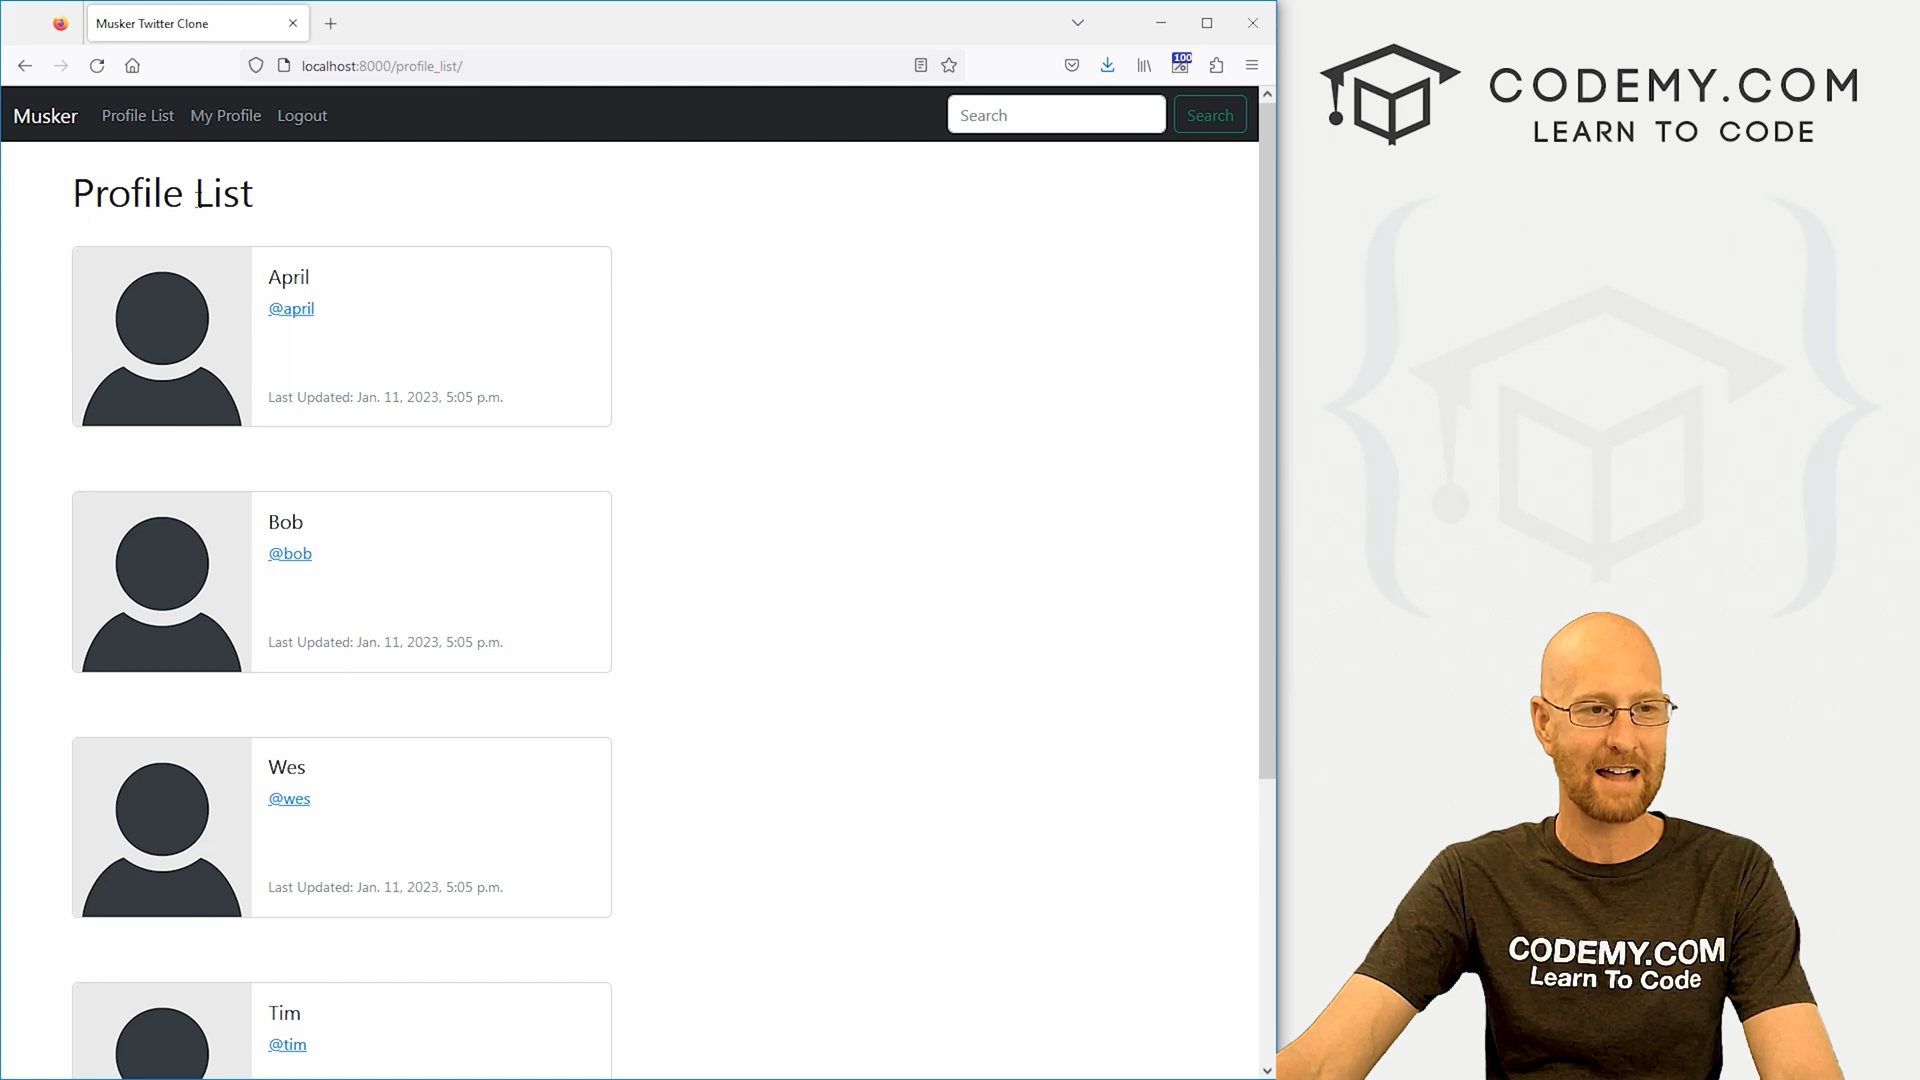 Musker Twitter Clone
localhost:8000/profile_list/
100
Musker
Profile List
My Profile
Logout
Search
Search
Profile List
April
@april
Last Updated: Jan. 11, 2023, 5:05 p.m.
Bob
@bob
Last Updated: Jan. 11, 2023, 5:05 p.m.
Wes
@wes
Last Updated: Jan. 11, 2023, 5:05 p.m.
Tim
@tim
CODEMY.COM
LEARN TO CODE
CODEMY.COM
Learn To Code